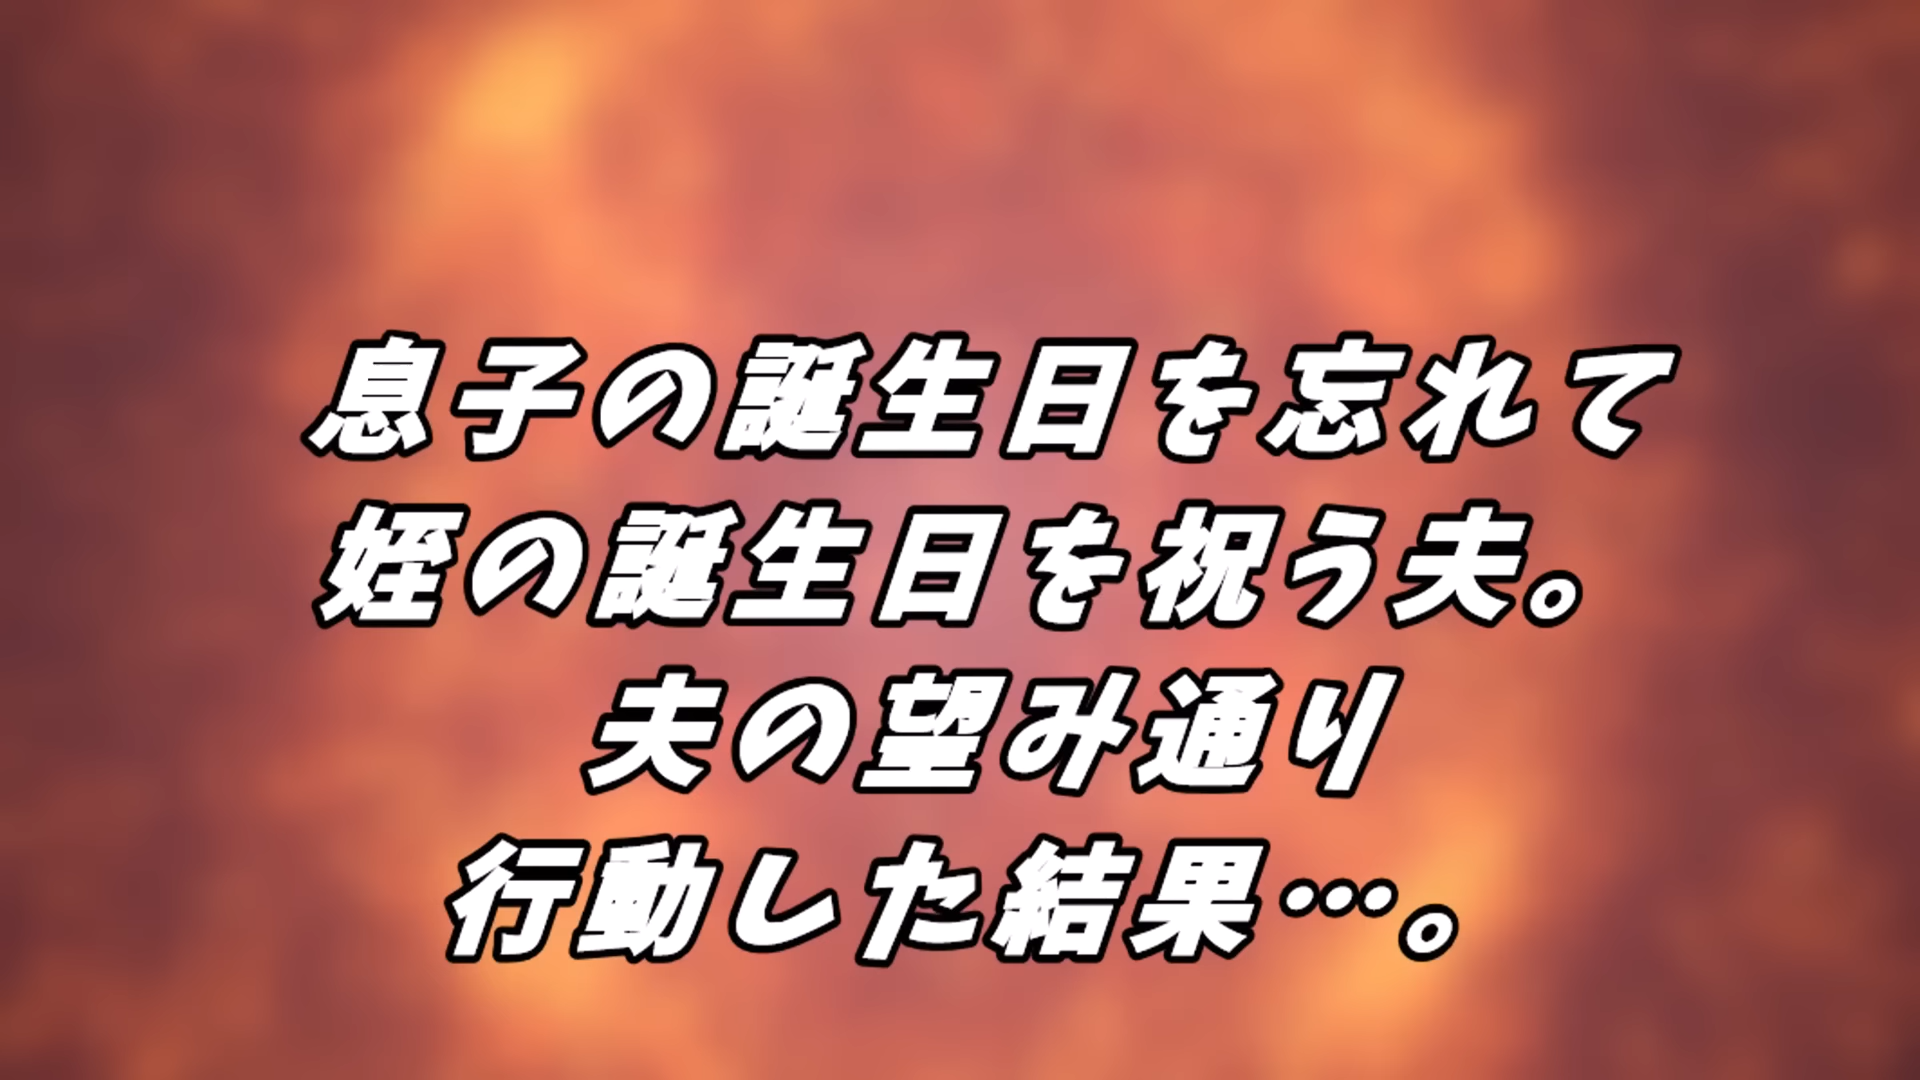 息子の誕生日を忘れて
姪の誕生日を祝う夫。
夫の望み通り
行動した結果…。